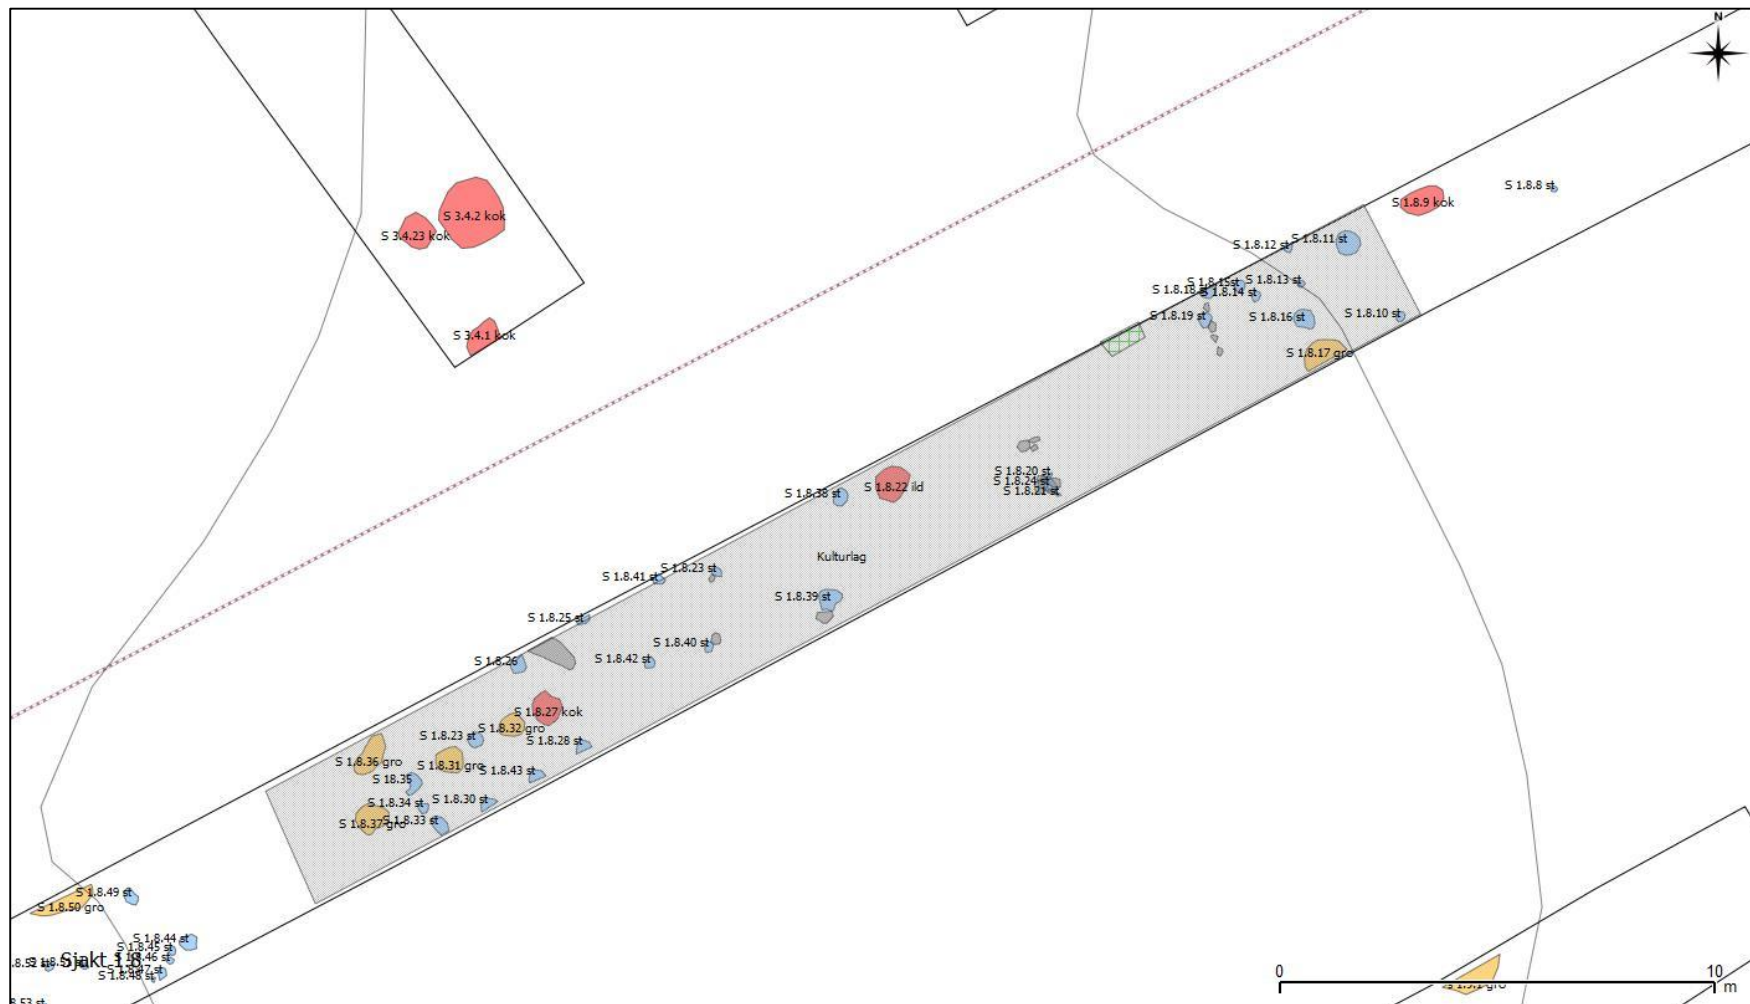 N
S 1.8.8 st
S 1.8.9 kok
S 3.4.2 kok
S 3.4.23 kok
S 1.8.12 st
S 1.8.11 st
S 1.8.15 st
S 1.8.13 st
S 1.8.18
S 1.8.14 st
S 1.8.19 st
S 1.8.16 st
S 1.8.10 st
S 3.4.1 kok
S 1.8.17 gro
S 1.8.20 st
S 1.8.24 st
S 1.8.21 st
S 1.8.38 st
S 1.8.22 ild
Kulturlag
S 1.8.41 st
S 1.8.23 st
S 1.8.39 st
S 1.8.25 st
S 1.8.40 st
S 1.8.26
S 1.8.42 st
S 1.8.27 kok
S 1.8.32 gro
S 1.8.23 st
S 1.8.28 st
S 1.8.36 gro
S 1.8.31 gro
S 1.8.43 st
S 18.35
S 1.8.34 st
S 1.8.30 st
S 1.8.37 gro
S 1.8.33 st
S 1.8.49 st
S 1.8.50 gro
S 1.8.44 st
S 1.8.45 st
Sjakt 1.8
S 1.8.48 st
0
10
m